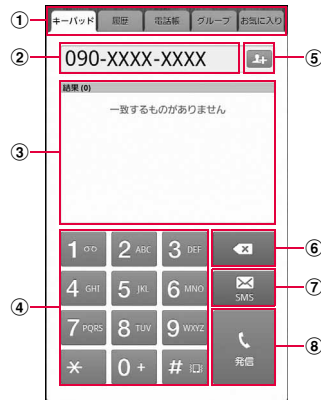 ① キーパッド 履歴 電話帳 グループ お気に入り
② 090-XXXX-XXXX ⑤
結果 (0)
一致するものがありません
③
1 2 ABC 3 DEF ⑥
4 GHI 5 JKL 6 MNO SMS ⑦
④
7 PQRS 8 TUV 9 WXYZ
発信 ⑧
* 0 + #